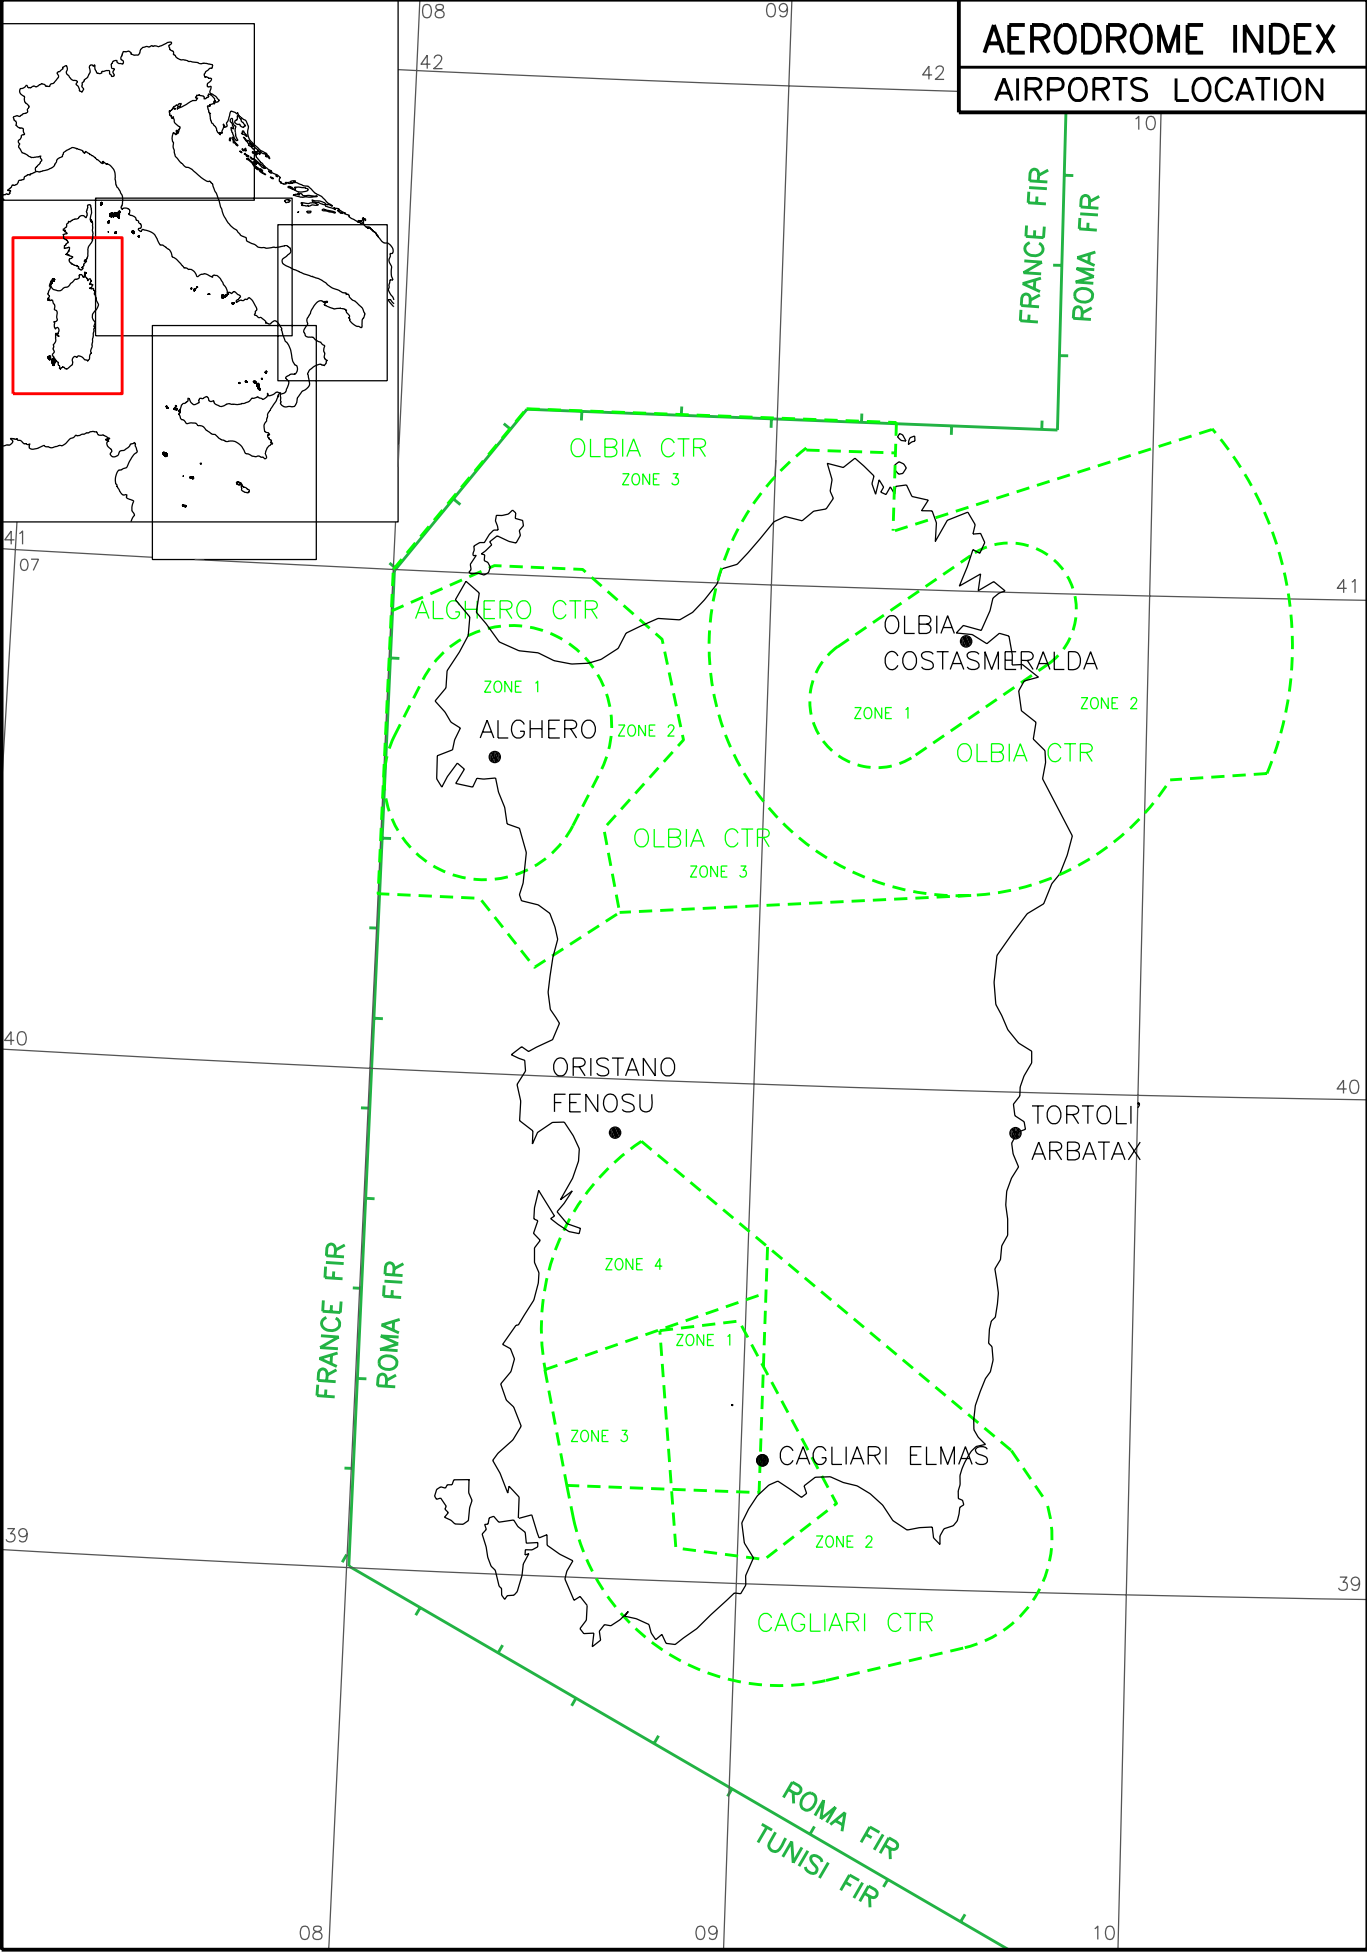 AERODROME INDEX
AIRPORTS LOCATION
08
09
42
42
10
FRANCE FIR
ROMA FIR
OLBIA CTR
ZONE 3
41
07
41
ALGHERO CTR
OLBIA
COSTASMERALDA
ZONE 1
ZONE 2
ZONE 1
ALGHERO
ZONE 2
OLBIA CTR
OLBIA CTR
ZONE 3
40
40
ORISTANO
FENOSU
TORTOLI'
ARBATAX
FRANCE FIR
ROMA FIR
ZONE 4
ZONE 1
ZONE 3
CAGLIARI ELMAS
39
ZONE 2
39
CAGLIARI CTR
ROMA FIR
TUNISI FIR
08
09
10